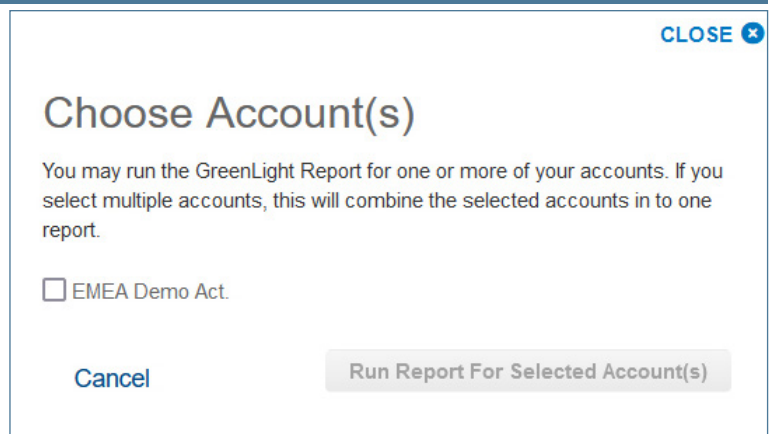 CLOSE
Choose Account(s)
You may run the GreenLight Report for one or more of your accounts. If you
select multiple accounts, this will combine the selected accounts in to one
report.
EMEA Demo Act.
Cancel
Run Report For Selected Account(s)